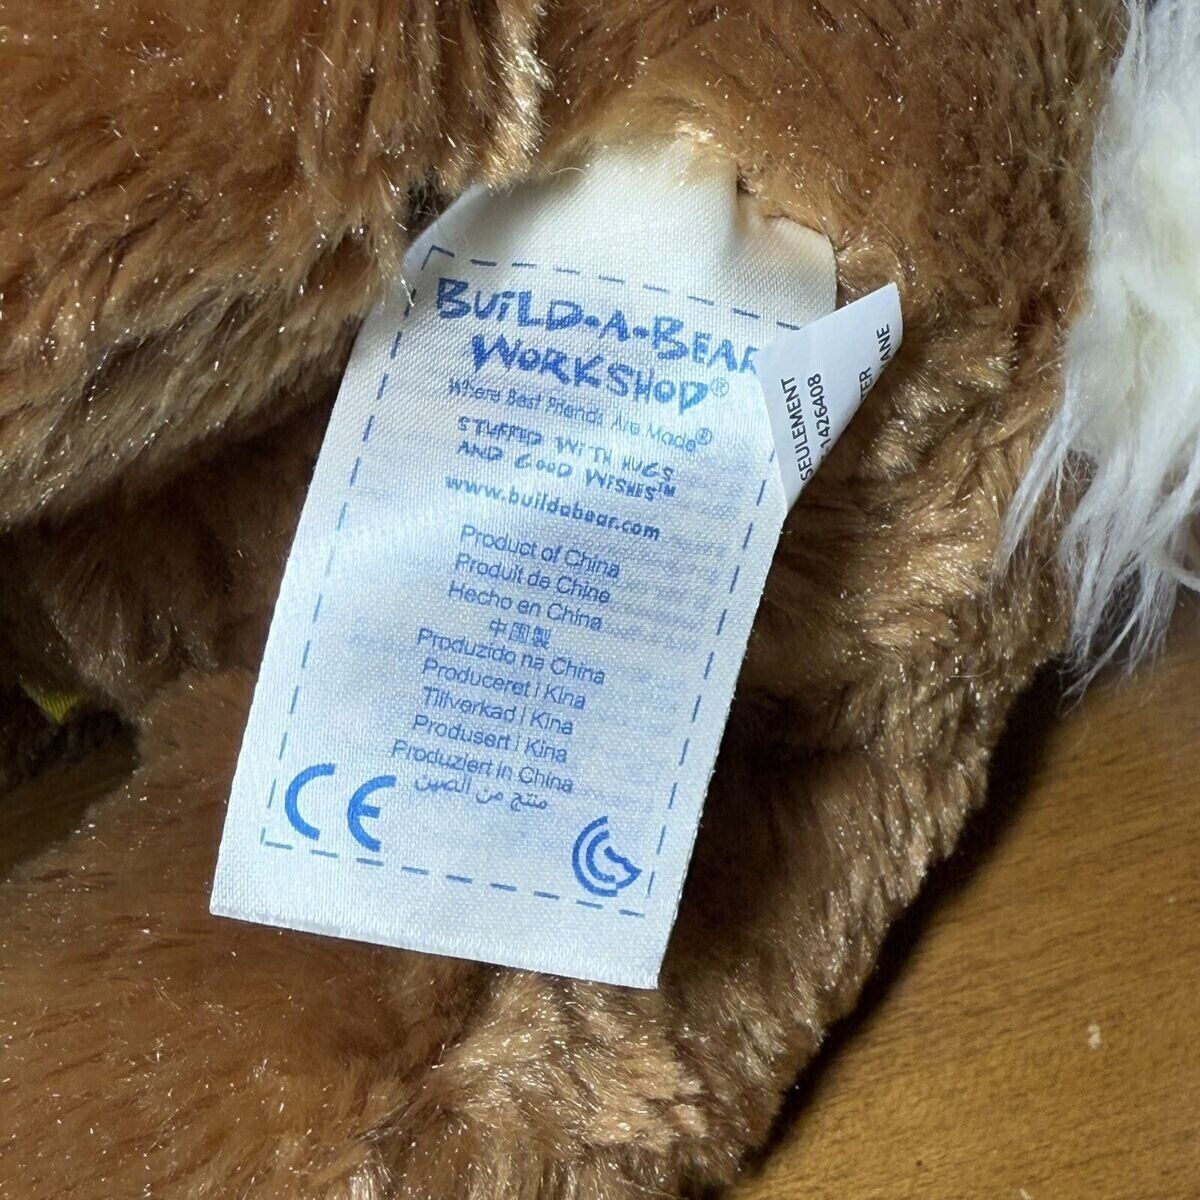 BUiLD-A-BEAR
WORKSHOP®
Where Best Friends Are Made®
STUFFED WITH HUGS
AND GOOD WISHES™
www.buildabear.com
Product of China
Produit de Chine
Hecho en China
中国製
Produzido na China
Produceret i Kina
Tillverkad i Kina
Produsert i Kina
Produziert in China
منتج من الصين
CE
SEULEMENT
1426408